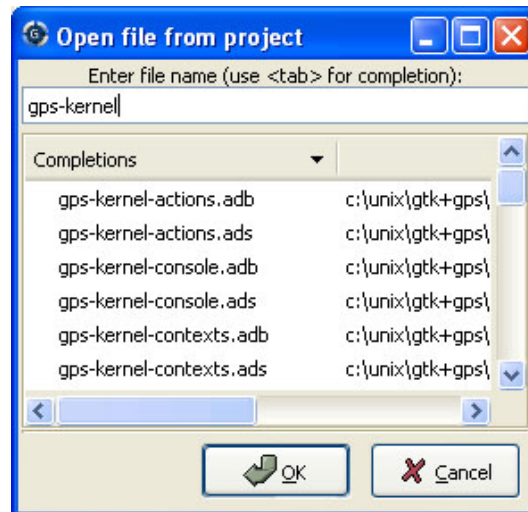 Open file from project
Enter file name (use <tab> for completion):
gps-kernel
Completions
gps-kernel-actions.adb c:\unix\gtk+gps\
gps-kernel-actions.ads c:\unix\gtk+gps\
gps-kernel-console.adb c:\unix\gtk+gps\
gps-kernel-console.ads c:\unix\gtk+gps\
gps-kernel-contexts.adb c:\unix\gtk+gps\
gps-kernel-contexts.ads c:\unix\gtk+gps\
OK Cancel